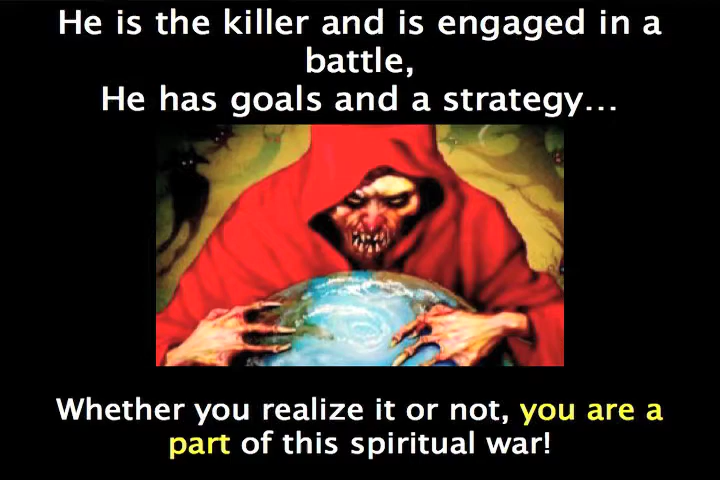 He is the killer and is engaged in a
battle,
He has goals and a strategy...
Whether you realize it or not, you are a
part of this spiritual war!